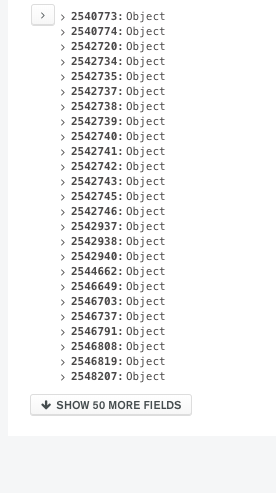 2540773: Object
2540774: Object
2542720: Object
2542734: Object
2542735: Object
2542737: Object
2542738: Object
2542739: Object
2542740: Object
2542741: Object
2542742: Object
2542743: Object
2542745: Object
2542746: Object
2542937: Object
2542938: Object
2542940: Object
2544662: Object
2546649: Object
2546703: Object
2546737: Object
2546791: Object
2546808: Object
2546819: Object
2548207: Object
SHOW 50 MORE FIELDS